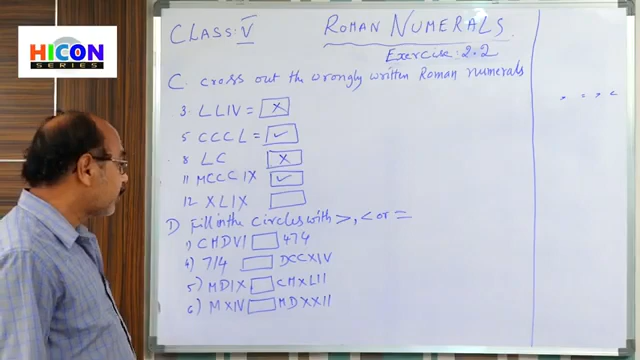 HICON
SERIES
CLASS: V
ROMAN NUMERALS
Exercise: 2.2
C. cross out the wrongly written Roman numerals
3. LLIV = ✗
5 CCCL = ✓
8 LC ✗
11 MCCCIX ✓
12 XLIX
D) Fill in the circles with >, < or =
1) CMDVI 474
4) 714 DCCXIV
5) MDIX CMXLII
6) MXIV MDXXII